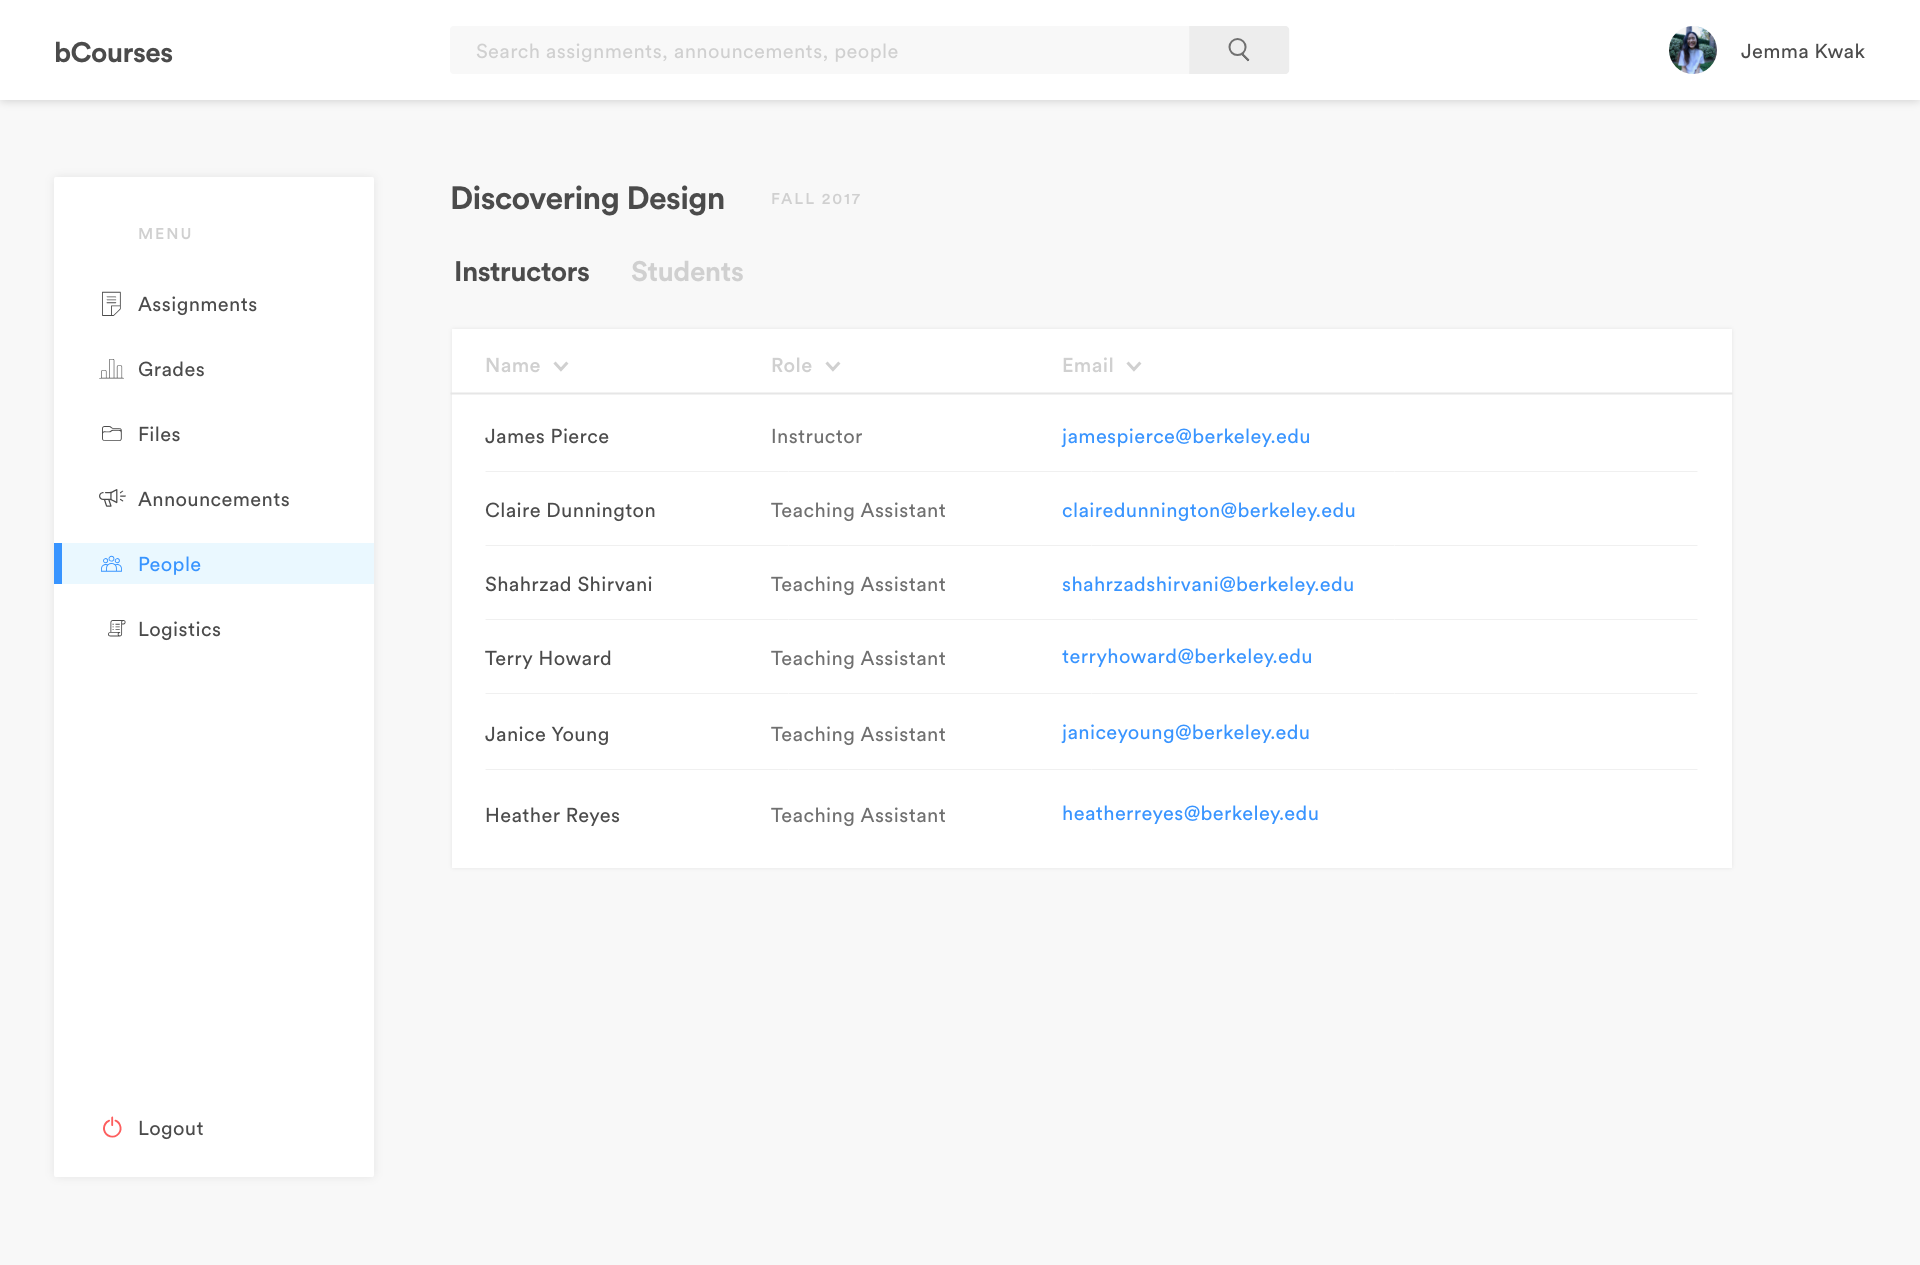 bCourses
Search assignments, announcements, people
Jemma Kwak
MENU
Assignments
Grades
Files
Announcements
People
Logistics
Logout
Discovering Design FALL 2017
Instructors Students
Name Role Email
James Pierce Instructor jamespierce@berkeley.edu
Claire Dunnington Teaching Assistant clairedunnington@berkeley.edu
Shahrzad Shirvani Teaching Assistant shahrzadshirvani@berkeley.edu
Terry Howard Teaching Assistant terryhoward@berkeley.edu
Janice Young Teaching Assistant janiceyoung@berkeley.edu
Heather Reyes Teaching Assistant heatherreyes@berkeley.edu